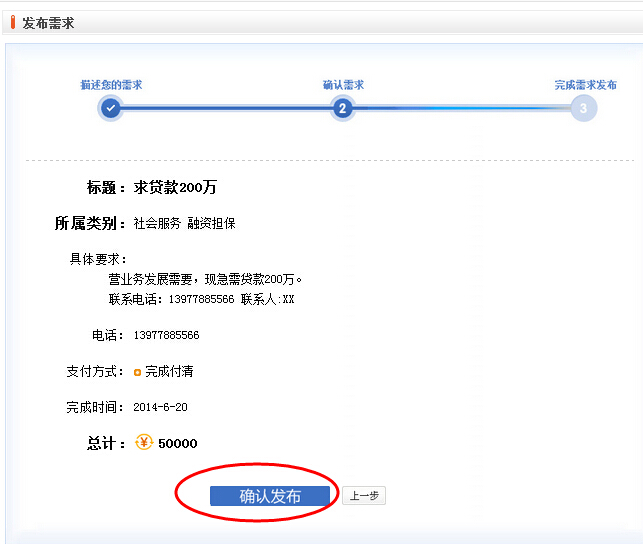 发布需求
描述您的需求 确认需求 完成需求发布
2 3
标题：求贷款200万
所属类别：社会服务 融资担保
具体要求：
营业务发展需要，现急需贷款200万。
联系电话：13977885566 联系人:XX
电话：13977885566
支付方式：完成付清
完成时间：2014-6-20
总计：¥ 50000
确认发布 上一步